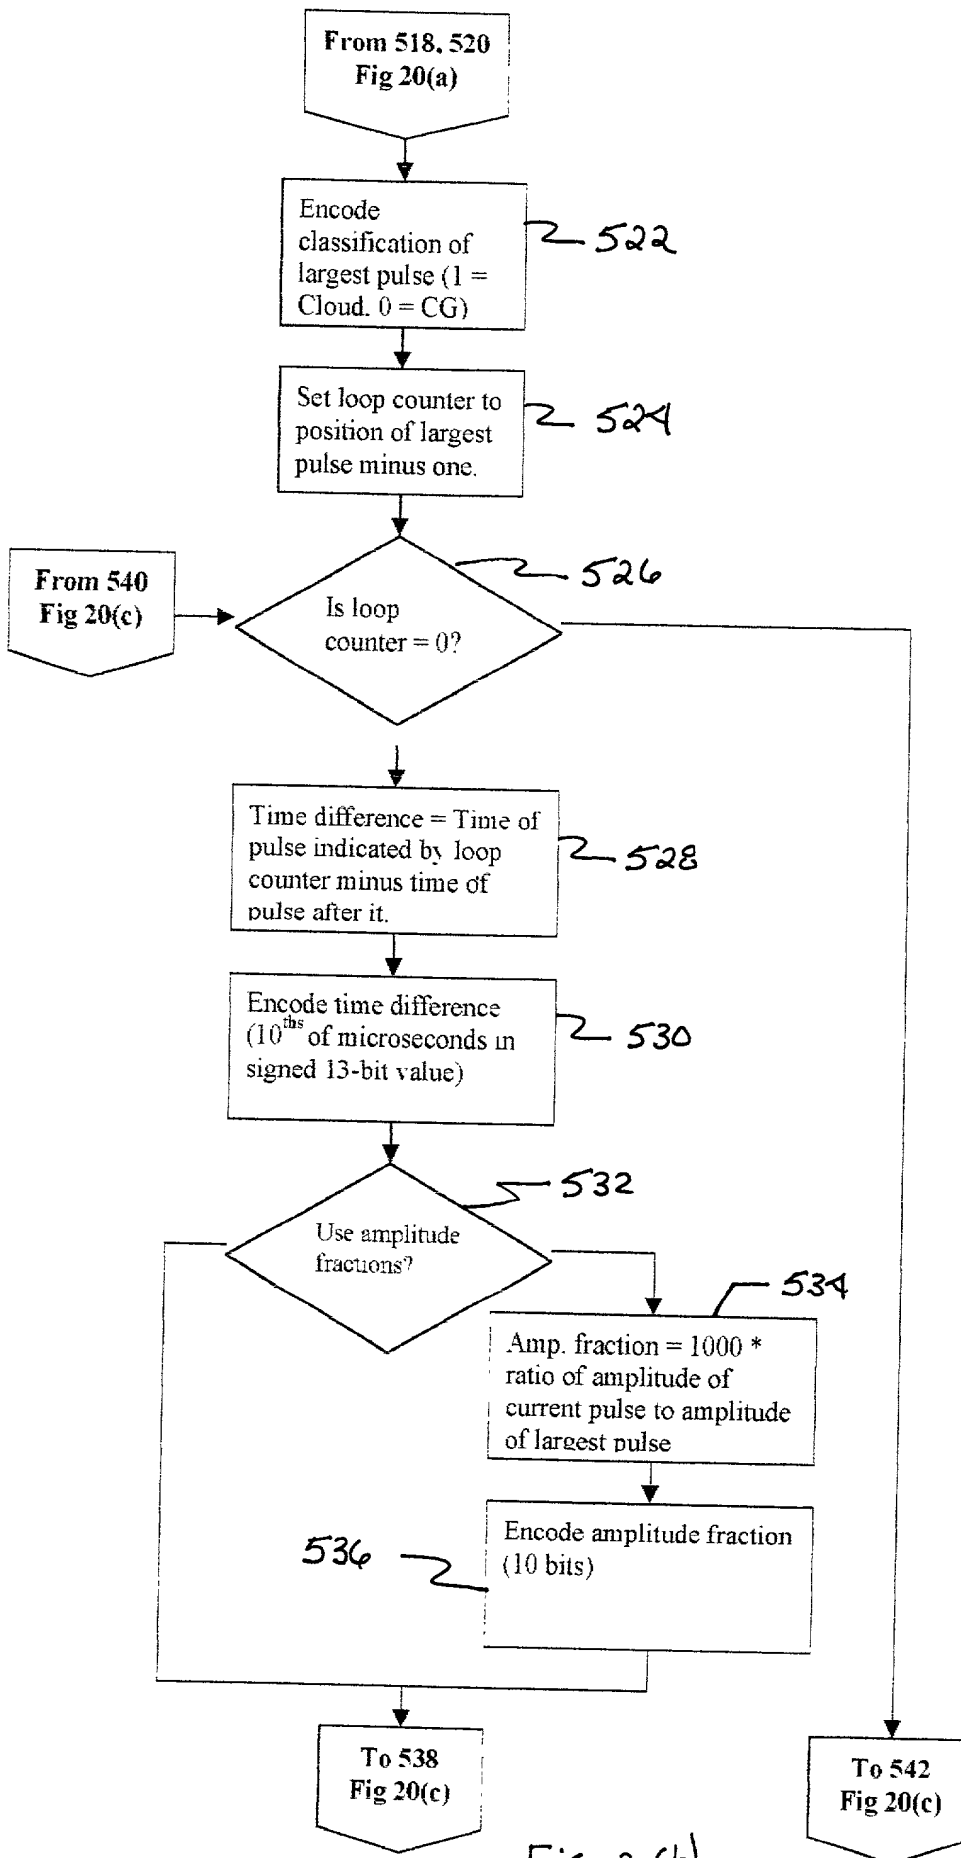 From 518, 520
Fig 20(a)
Encode
classification of
largest pulse (1 =
Cloud. 0 = CG)
522
Set loop counter to
position of largest
pulse minus one.
524
526
From 540
Fig 20(c)
Is loop
counter = 0?
Time difference = Time of
pulse indicated by loop
counter minus time of
pulse after it.
528
Encode time difference
(10ths of microseconds in
signed 13-bit value)
530
532
Use amplitude
fractions?
534
Amp. fraction = 1000 *
ratio of amplitude of
current pulse to amplitude
of largest pulse
536
Encode amplitude fraction
(10 bits)
To 538
Fig 20(c)
To 542
Fig 20(c)